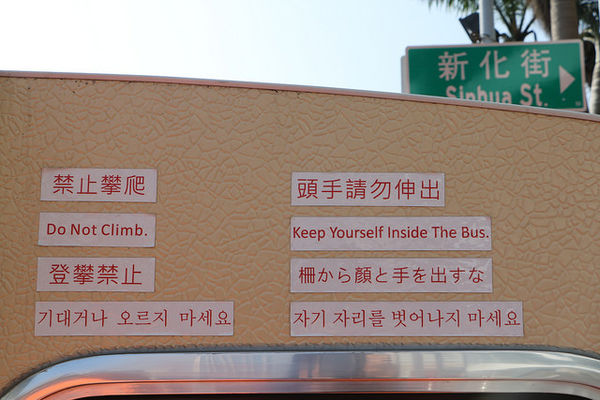 新化街
Sinhua St.
禁止攀爬
Do Not Climb.
登攀禁止
기대거나 오르지 마세요
頭手請勿伸出
Keep Yourself Inside The Bus.
柵から顔と手を出すな
자기 자리를 벗어나지 마세요